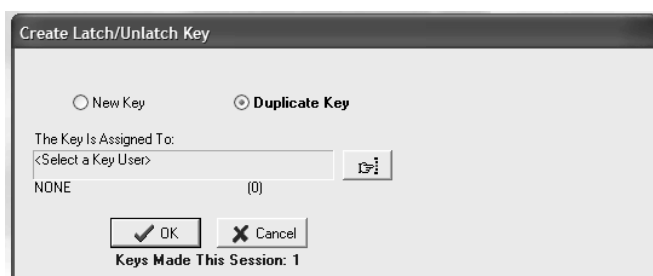 Create Latch/Unlatch Key
New Key Duplicate Key
The Key Is Assigned To:
<Select a Key User>
NONE (0)
OK Cancel
Keys Made This Session: 1